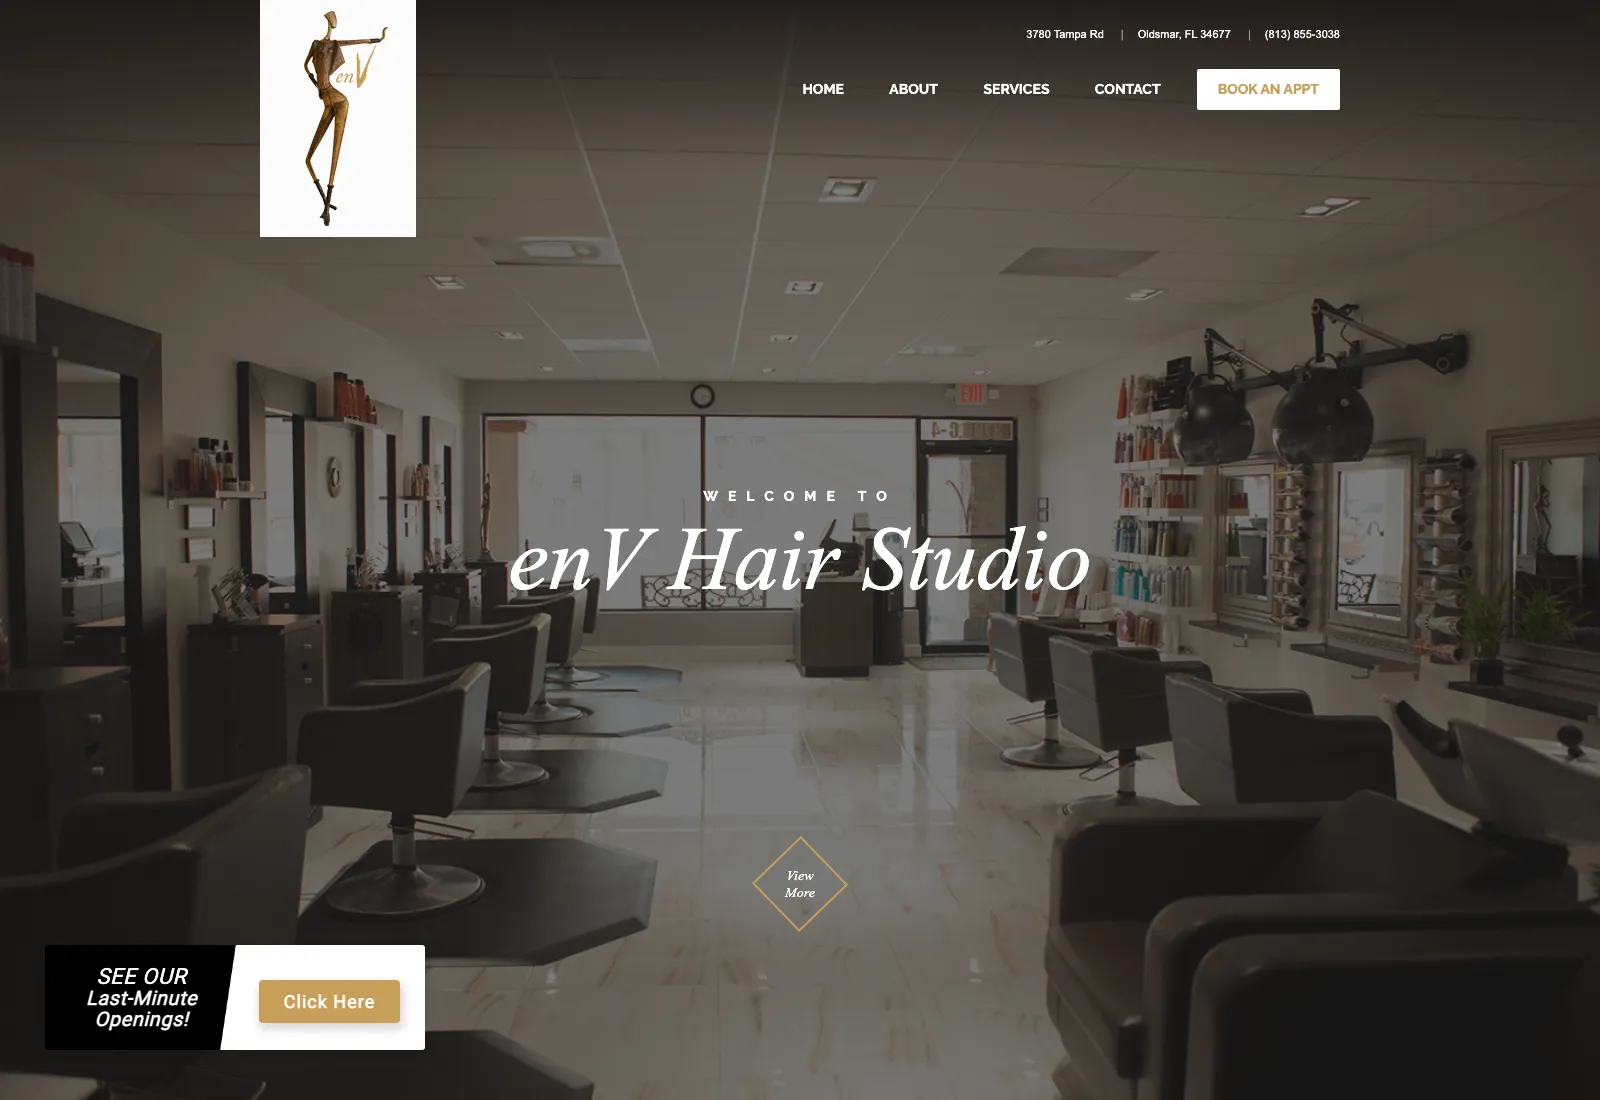 enV
3780 Tampa Rd | Oldsmar, FL 34677 | (813) 855-3038
HOME ABOUT SERVICES CONTACT BOOK AN APPT
EXIT
WELCOME TO
enV Hair Studio
View
More
SEE OUR
Last-Minute
Openings!
Click Here